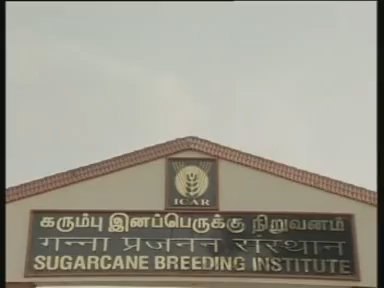 ICAR
கரும்பு இனப்பெருக்கு நிறுவனம்
गन्ना प्रजनन संस्थान
SUGARCANE BREEDING INSTITUTE